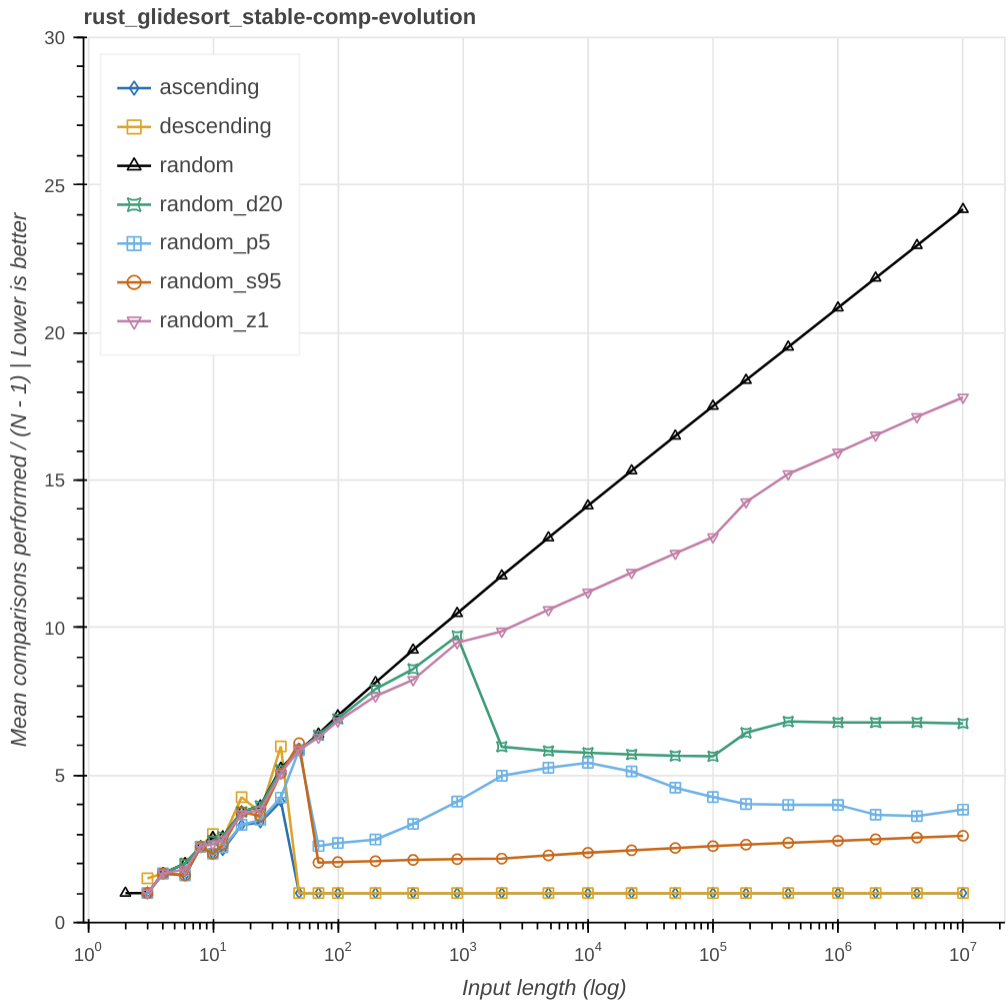 rust_glidesort_stable-comp-evolution
30
25
20
15
10
5
0
Mean comparisons performed / (N - 1) | Lower is better
ascending
descending
random
random_d20
random_p5
random_s95
random_z1
10⁰ 10¹ 10² 10³ 10⁴ 10⁵ 10⁶ 10⁷
Input length (log)